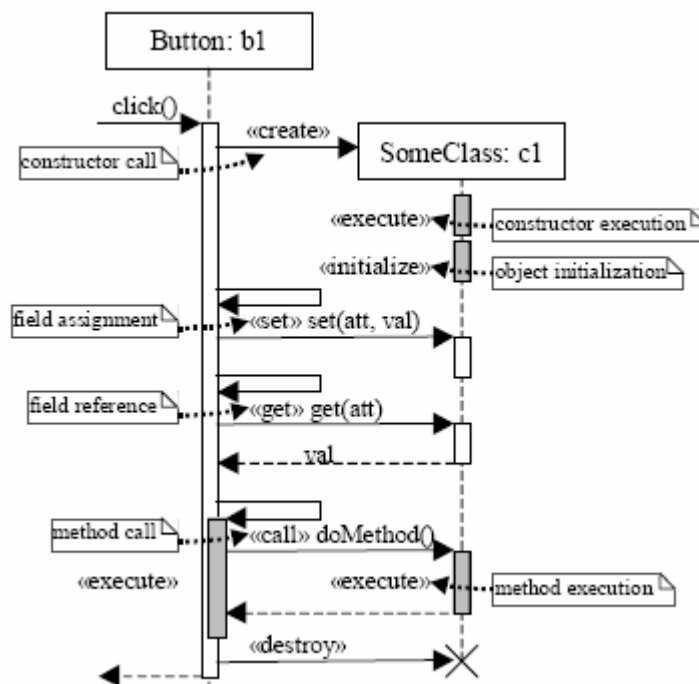 Button: b1
click()
«create»
SomeClass: c1
constructor call
«execute»
constructor execution
«initialize»
object initialization
field assignment
«set» set(att, val)
field reference
«get» get(att)
val
method call
«call» doMethod()
«execute»
«execute»
method execution
«destroy»